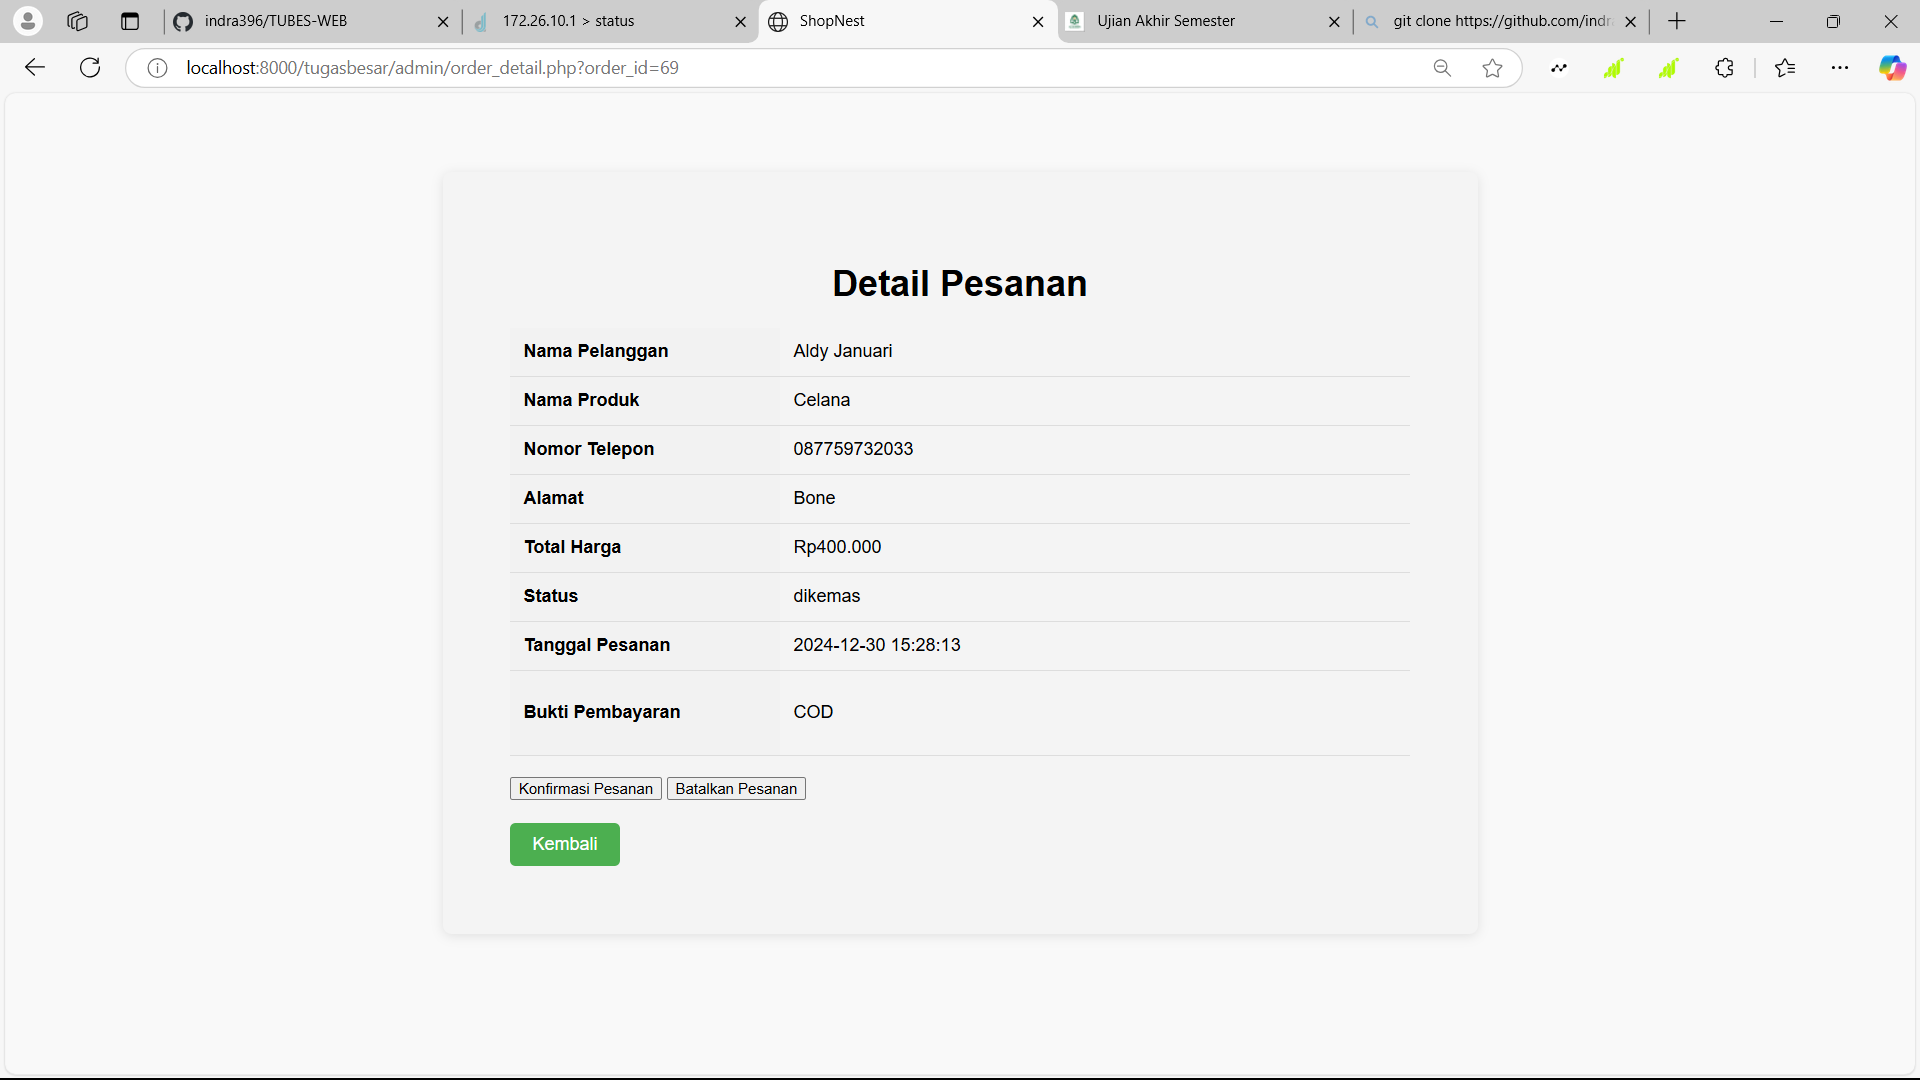 indra396/TUBES-WEB
172.26.10.1 > status
ShopNest
Ujian Akhir Semester
git clone https://github.com/indra
localhost:8000/tugasbesar/admin/order_detail.php?order_id=69
Detail Pesanan
Nama Pelanggan Aldy Januari
Nama Produk Celana
Nomor Telepon 087759732033
Alamat Bone
Total Harga Rp400.000
Status dikemas
Tanggal Pesanan 2024-12-30 15:28:13
Bukti Pembayaran COD
Konfirmasi Pesanan Batalkan Pesanan
Kembali